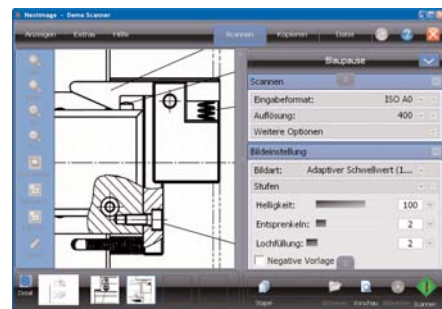 Nextimage - Demo Scanner
Anzeigen Extras Hilfe Scannen Kopieren Datei
Blaupause
Scannen
Eingabeformat: ISO A0
Auflösung: 400
Weitere Optionen
Bildeinstellung
Bildart: Adaptiver Schwellwert (1...
Stufen
Helligkeit: 100
Entsprenkeln: 2
Lochfüllung: 2
Negative Vorlage
Detail
Stapel Vorschau Scannen